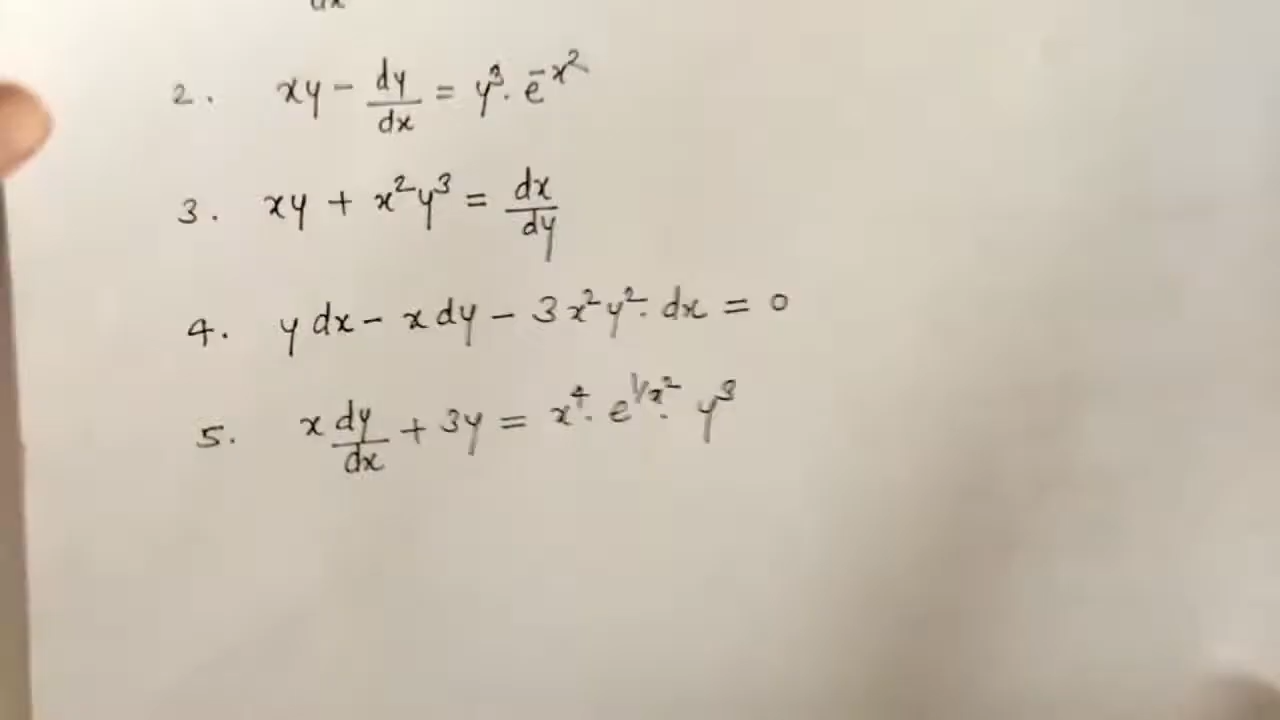 dx
2. xy - dy/dx = y³. e^-x²
3. xy + x²y³ = dx/dy
4. y dx - x dy - 3x²y². dx = 0
5. x dy/dx + 3y = x⁴. e^1/x². y³